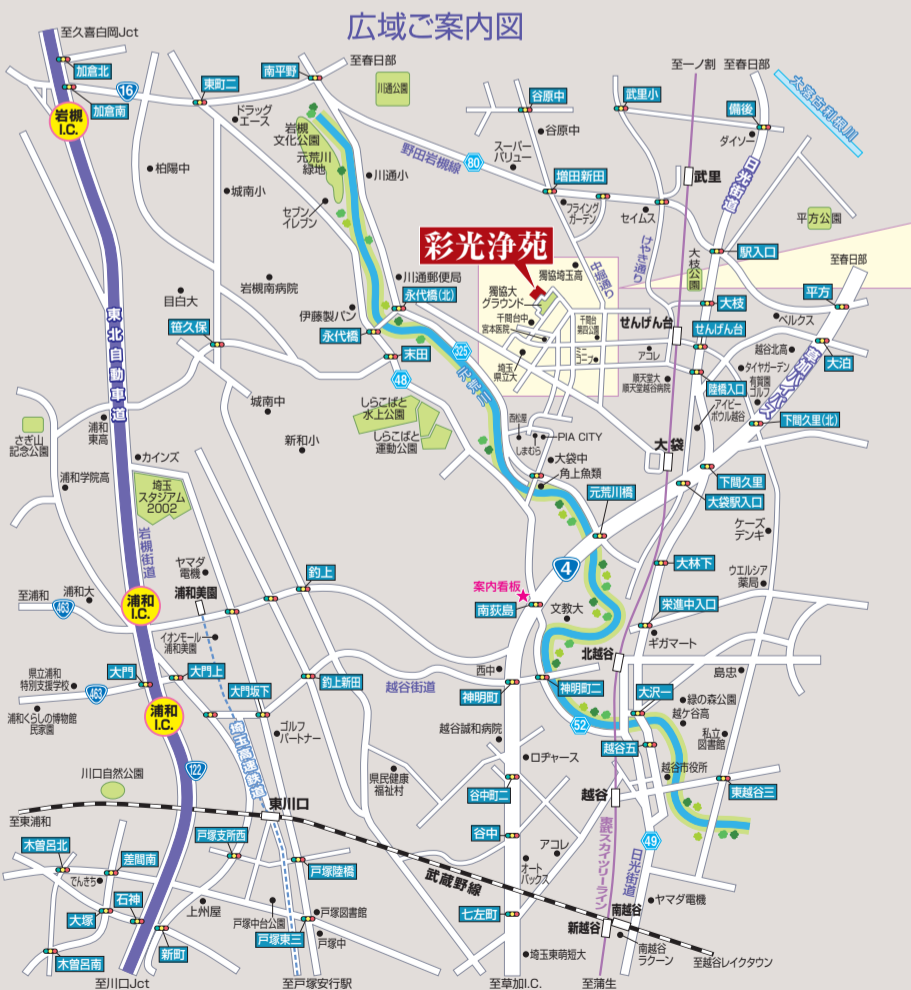 広域ご案内図
至久喜白岡Jct
加倉北
16
加倉南
岩槻
I.C.
東町二
南平野
至春日部
川通公園
ドラッグ
エース
岩槻
文化公園
元荒川
緑地
野田岩槻線
80
谷原中
谷原中
スーパー
バリュー
増田新田
武里小
至一ノ割
至春日部
備後
ダイソー
大落古利根川
日光街道
武里
柏陽中
城南小
川通小
セブン
イレブン
フライング
ガーデン
セイムス
けやき通り
平方公園
駅入口
大枝
公園
至春日部
彩光浄苑
獨協埼玉高
獨協大
グラウンド
中堀通り
千間台中
宮本医院
千間台
第四公園
ミニ
コープ
埼玉
県立大
せんげん台
アコレ
大枝
せんげん台
平方
ベルクス
越谷北高
大泊
川通郵便局
永代橋(北)
岩槻南病院
伊藤製パン
永代橋
目白大
笹久保
東北自動車道
末田
48
325
元荒川
順天堂大
順天堂越谷病院
陸橋入口
タイヤガーデン
有賀園
ゴルフ
アイビー
ボウル越谷
草加バイパス
下間久里(北)
城南中
しらこばと
水上公園
しらこばと
運動公園
西松屋
しまむら
PIA CITY
大袋中
角上魚類
大袋
下間久里
大袋駅入口
さぎ山
記念公園
浦和
東高
カインズ
新和小
浦和学院高
埼玉
スタジアム
2002
岩槻街道
元荒川橋
ケーズ
デンキ
ヤマダ
電機
釣上
4
大林下
ウエルシア
薬局
至浦和
463
浦和大
浦和
I.C.
浦和美園
案内看板
南荻島
文教大
栄進中入口
ギガマート
イオンモール
浦和美園
北越谷
県立浦和
特別支援学校
大門
大門上
463
大門坂下
釣上新田
越谷街道
西中
神明町
神明町二
52
大沢一
島忠
緑の森公園
越ケ谷高
浦和くらしの博物館
民家園
浦和
I.C.
埼玉高速鉄道
ゴルフ
パートナー
越谷誠和病院
越谷五
私立
図書館
122
川口自然公園
県民健康
福祉村
ロヂャース
谷中町二
越谷市役所
越谷
東越谷三
東川口
至東浦和
戸塚支所西
谷中
アコレ
東武スカイツリーライン
49
日光街道
木曽呂北
差間南
でんきち
戸塚陸橋
武蔵野線
オート
バックス
石神
大塚
上州屋
戸塚中台公園
戸塚図書館
戸塚東三
戸塚中
七左町
ヤマダ電機
南越谷
新越谷
南越谷
ラクーン
新町
木曽呂南
埼玉東萌短大
至越谷レイクタウン
至川口Jct
至戸塚安行駅
至草加I.C.
至蒲生